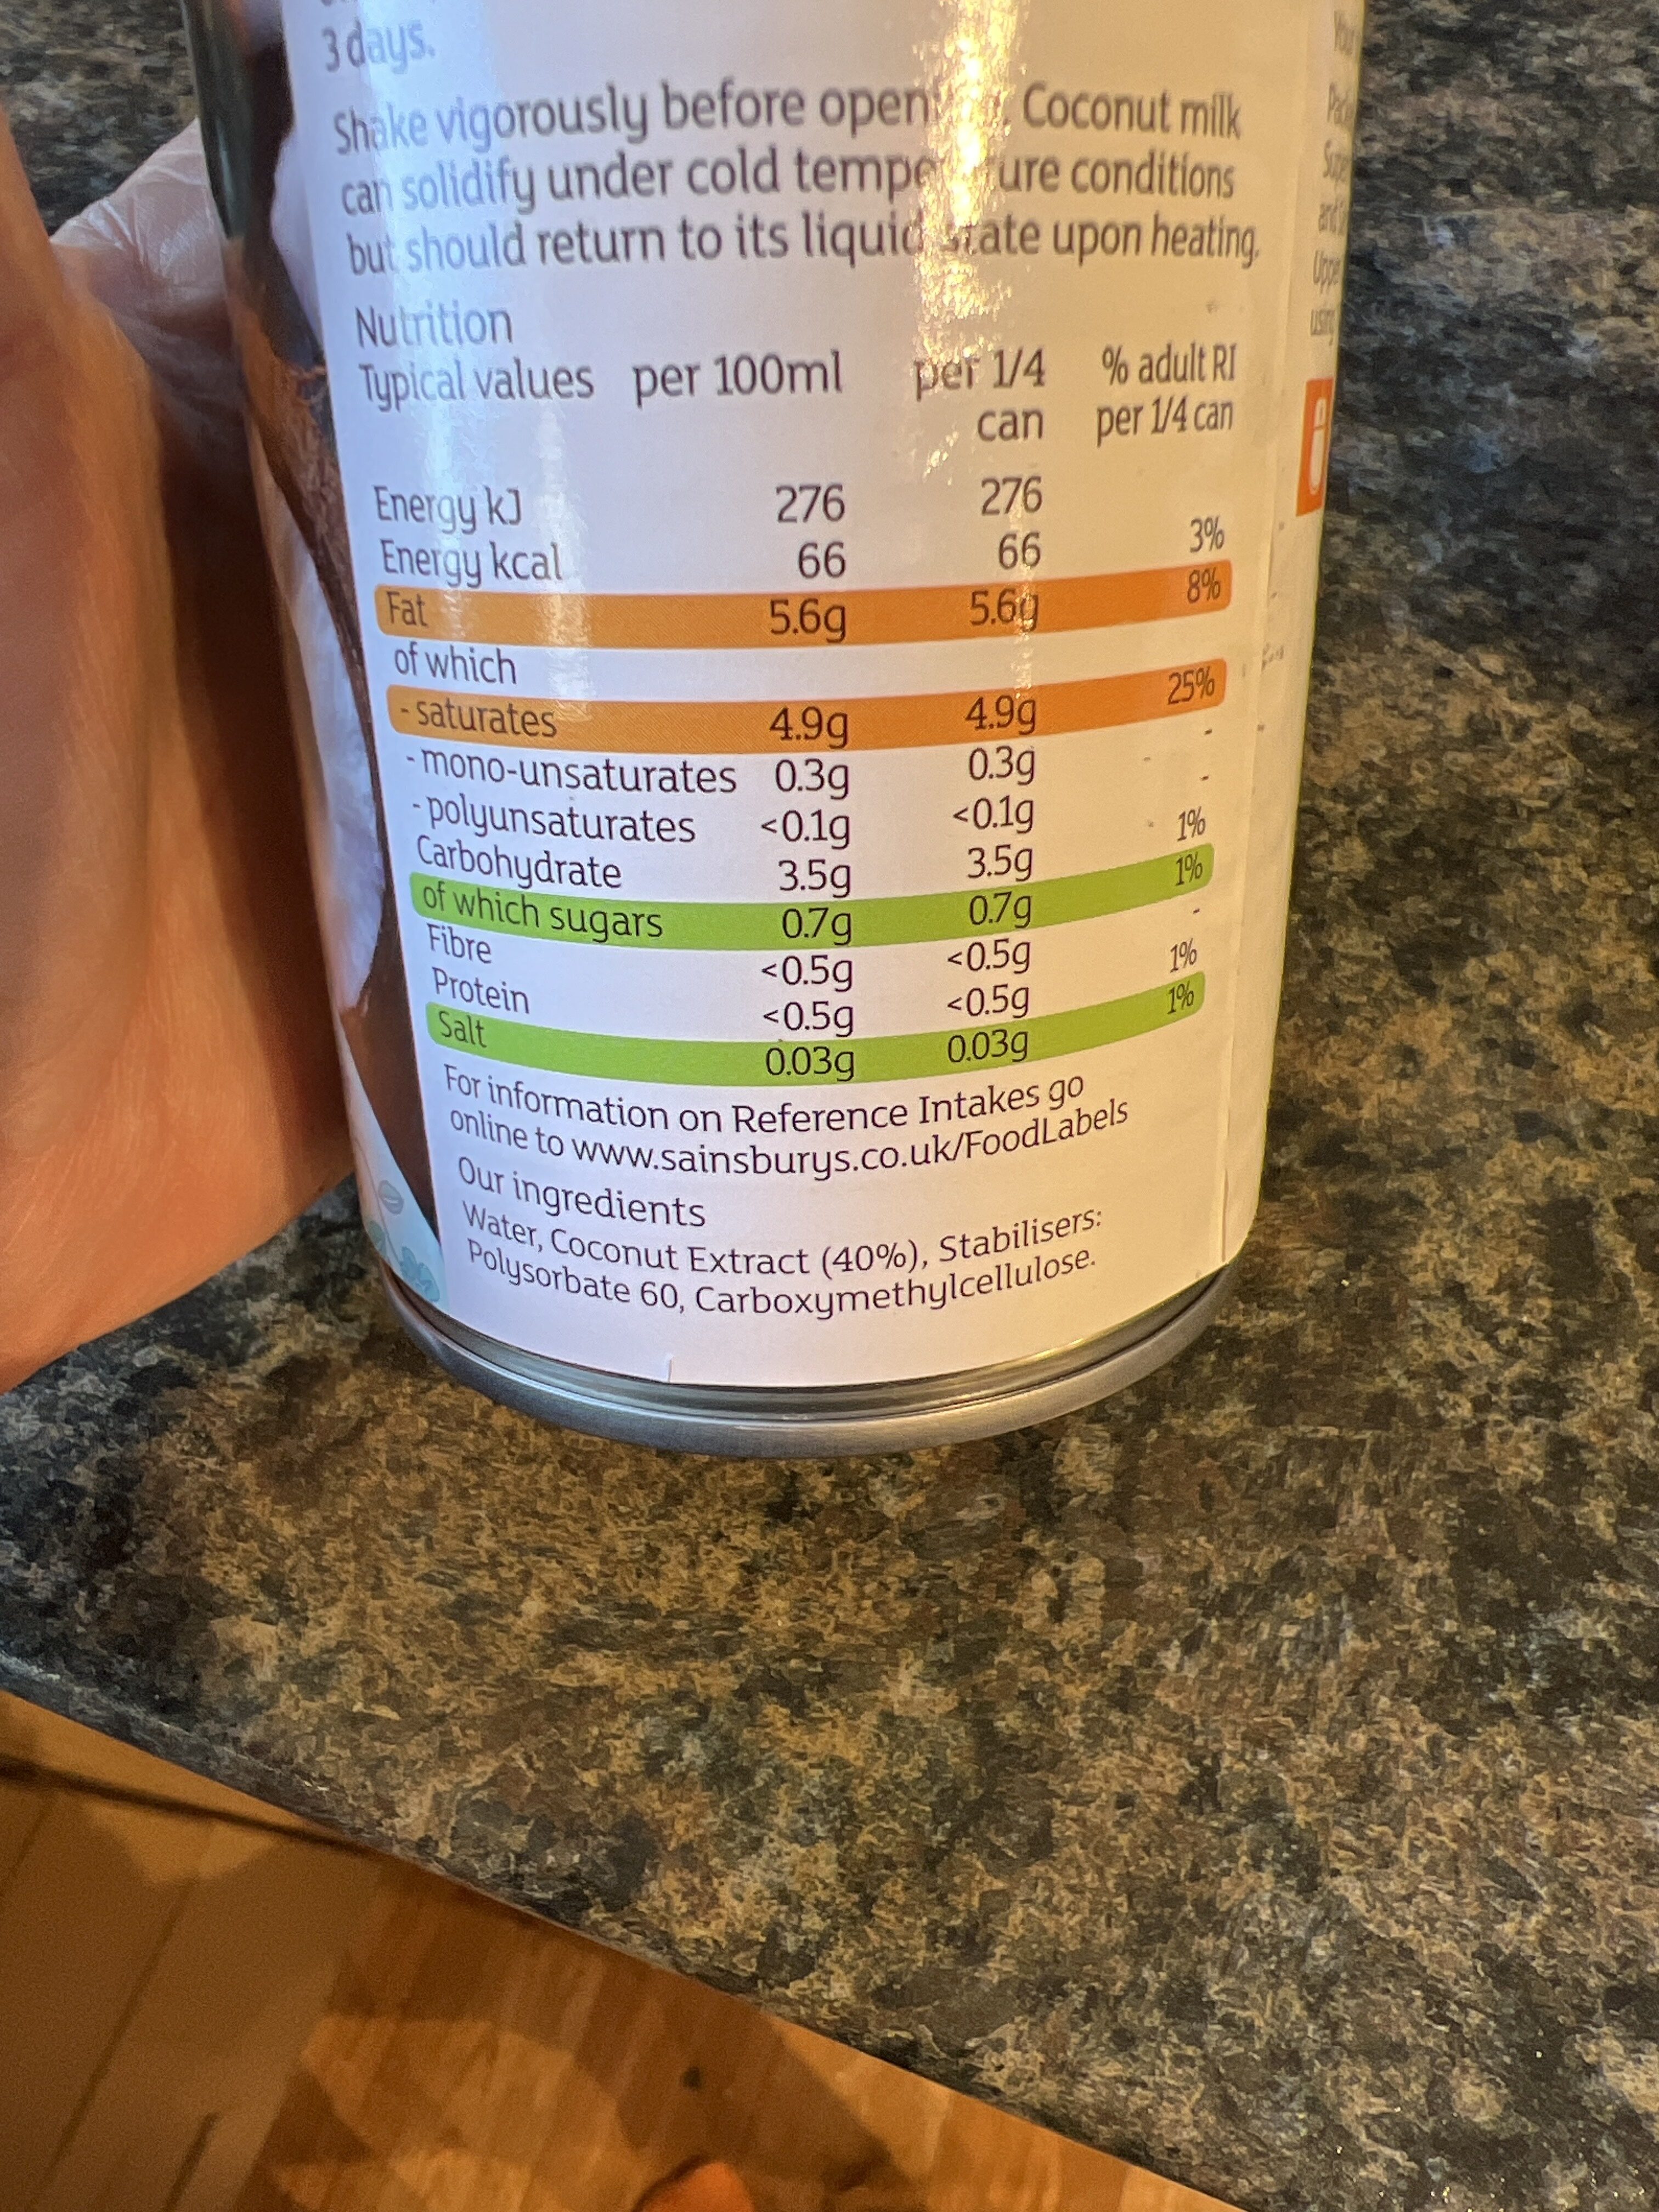 3 days.
Shake vigorously before Coconut milk
can solidify under cold conditions
but should return to its liquid state upon heating.
Nutrition
Typical values per 100ml per 1/4 % adult RI
can per 1/4 can
Energy kJ 276 276
Energy kcal 66 66 3%
Fat 5.6g 5.6g 8%
of which
- saturates 4.9g 4.9g 25%
- mono-unsaturates 0.3g 0.3g -
- polyunsaturates <0.1g <0.1g -
Carbohydrate 3.5g 3.5g 1%
of which sugars 0.7g 0.7g 1%
Fibre <0.5g <0.5g -
Protein <0.5g <0.5g 1%
Salt 0.03g 0.03g 1%
For information on Reference Intakes go
online to www.sainsburys.co.uk/FoodLabels
Our ingredients
Water, Coconut Extract (40%), Stabilisers:
Polysorbate 60, Carboxymethylcellulose.